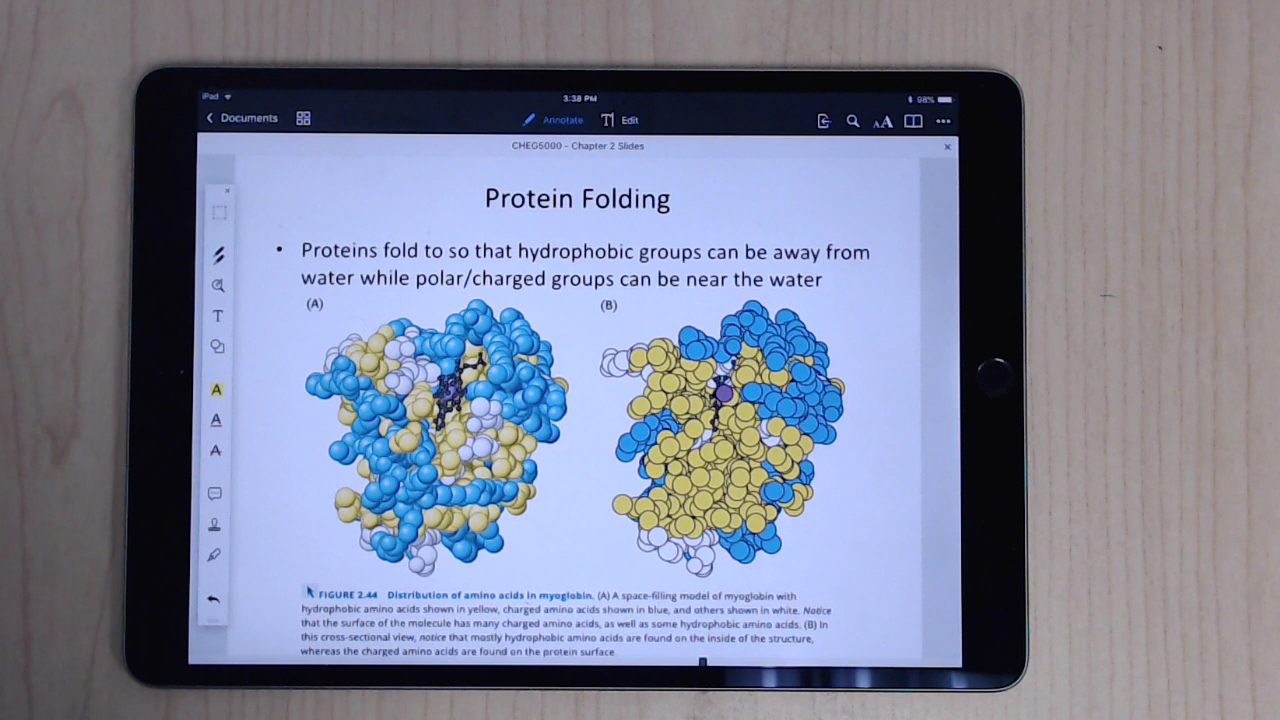 iPad
3:38 PM
98%
Documents
Annotate
T Edit
AA
CHEG5000 - Chapter 2 Slides
Protein Folding
• Proteins fold to so that hydrophobic groups can be away from
water while polar/charged groups can be near the water
(A)
(B)
T
A
A
A
FIGURE 2.44 Distribution of amino acids in myoglobin. (A) A space-filling model of myoglobin with
hydrophobic amino acids shown in yellow, charged amino acids shown in blue, and others shown in white. Notice
that the surface of the molecule has many charged amino acids, as well as some hydrophobic amino acids. (B) In
this cross-sectional view, notice that mostly hydrophobic amino acids are found on the inside of the structure,
whereas the charged amino acids are found on the protein surface.